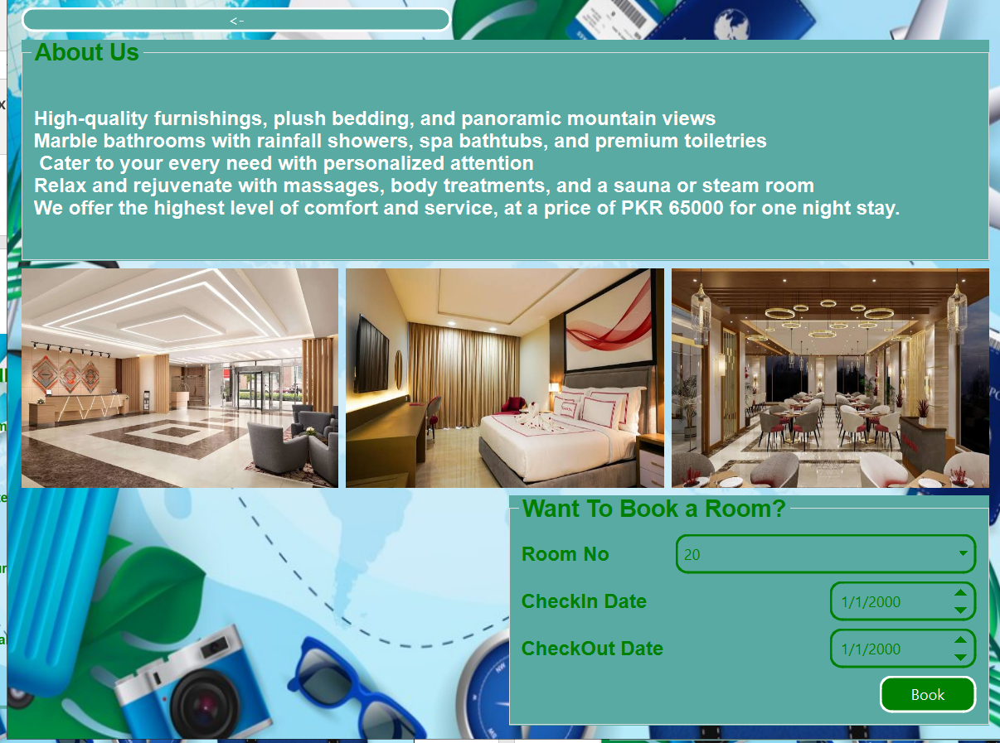 <-
About Us
High-quality furnishings, plush bedding, and panoramic mountain views
Marble bathrooms with rainfall showers, spa bathtubs, and premium toiletries
Cater to your every need with personalized attention
Relax and rejuvenate with massages, body treatments, and a sauna or steam room
We offer the highest level of comfort and service, at a price of PKR 65000 for one night stay.
Want To Book a Room?
Room No
20
CheckIn Date
1/1/2000
CheckOut Date
1/1/2000
NW
Book